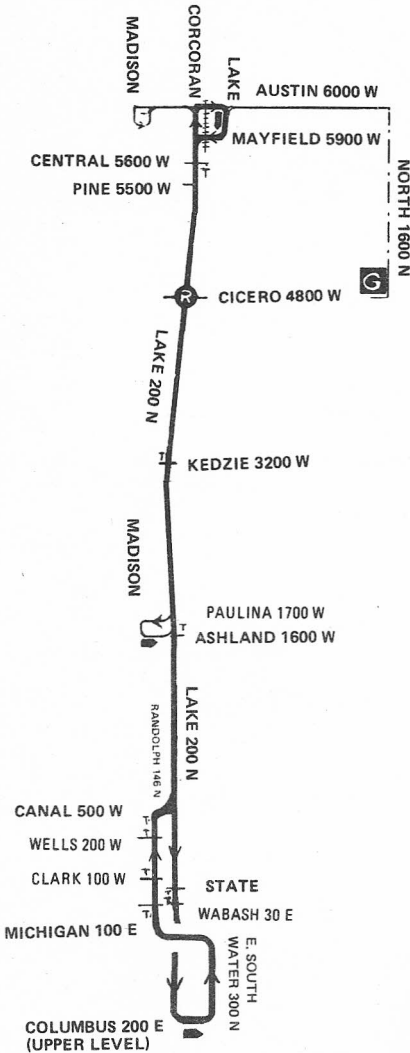 MADISON
CORCORAN
LAKE
AUSTIN 6000 W
MAYFIELD 5900 W
NORTH 1600 N
CENTRAL 5600 W
PINE 5500 W
G
R
CICERO 4800 W
LAKE 200 N
T
KEDZIE 3200 W
MADISON
PAULINA 1700 W
T
ASHLAND 1600 W
LAKE 200 N
RANDOLPH 146 N
CANAL 500 W
T
T
WELLS 200 W
CLARK 100 W
T
STATE
T
T
WABASH 30 E
T
MICHIGAN 100 E
E. SOUTH
WATER 300 N
COLUMBUS 200 E
(UPPER LEVEL)